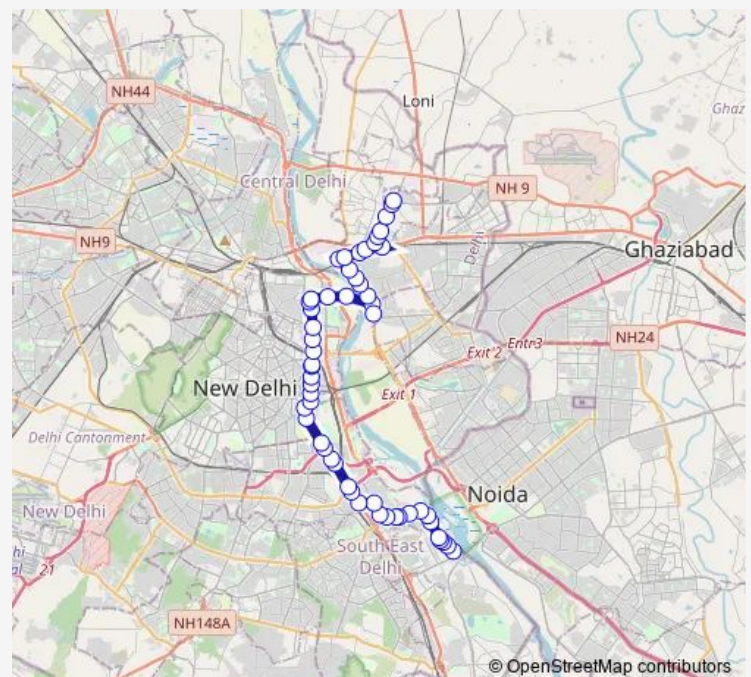 NH44
Loni
Ghaz
Central Delhi
NH 9
NH9
Delhi
Ghaziabad
NH24
Entr3
Exit 2
New Delhi
Exit 1
Delhi Cantonment
Noida
New Delhi
South East
Delhi
21
NH148A
© OpenStreetMap contributors